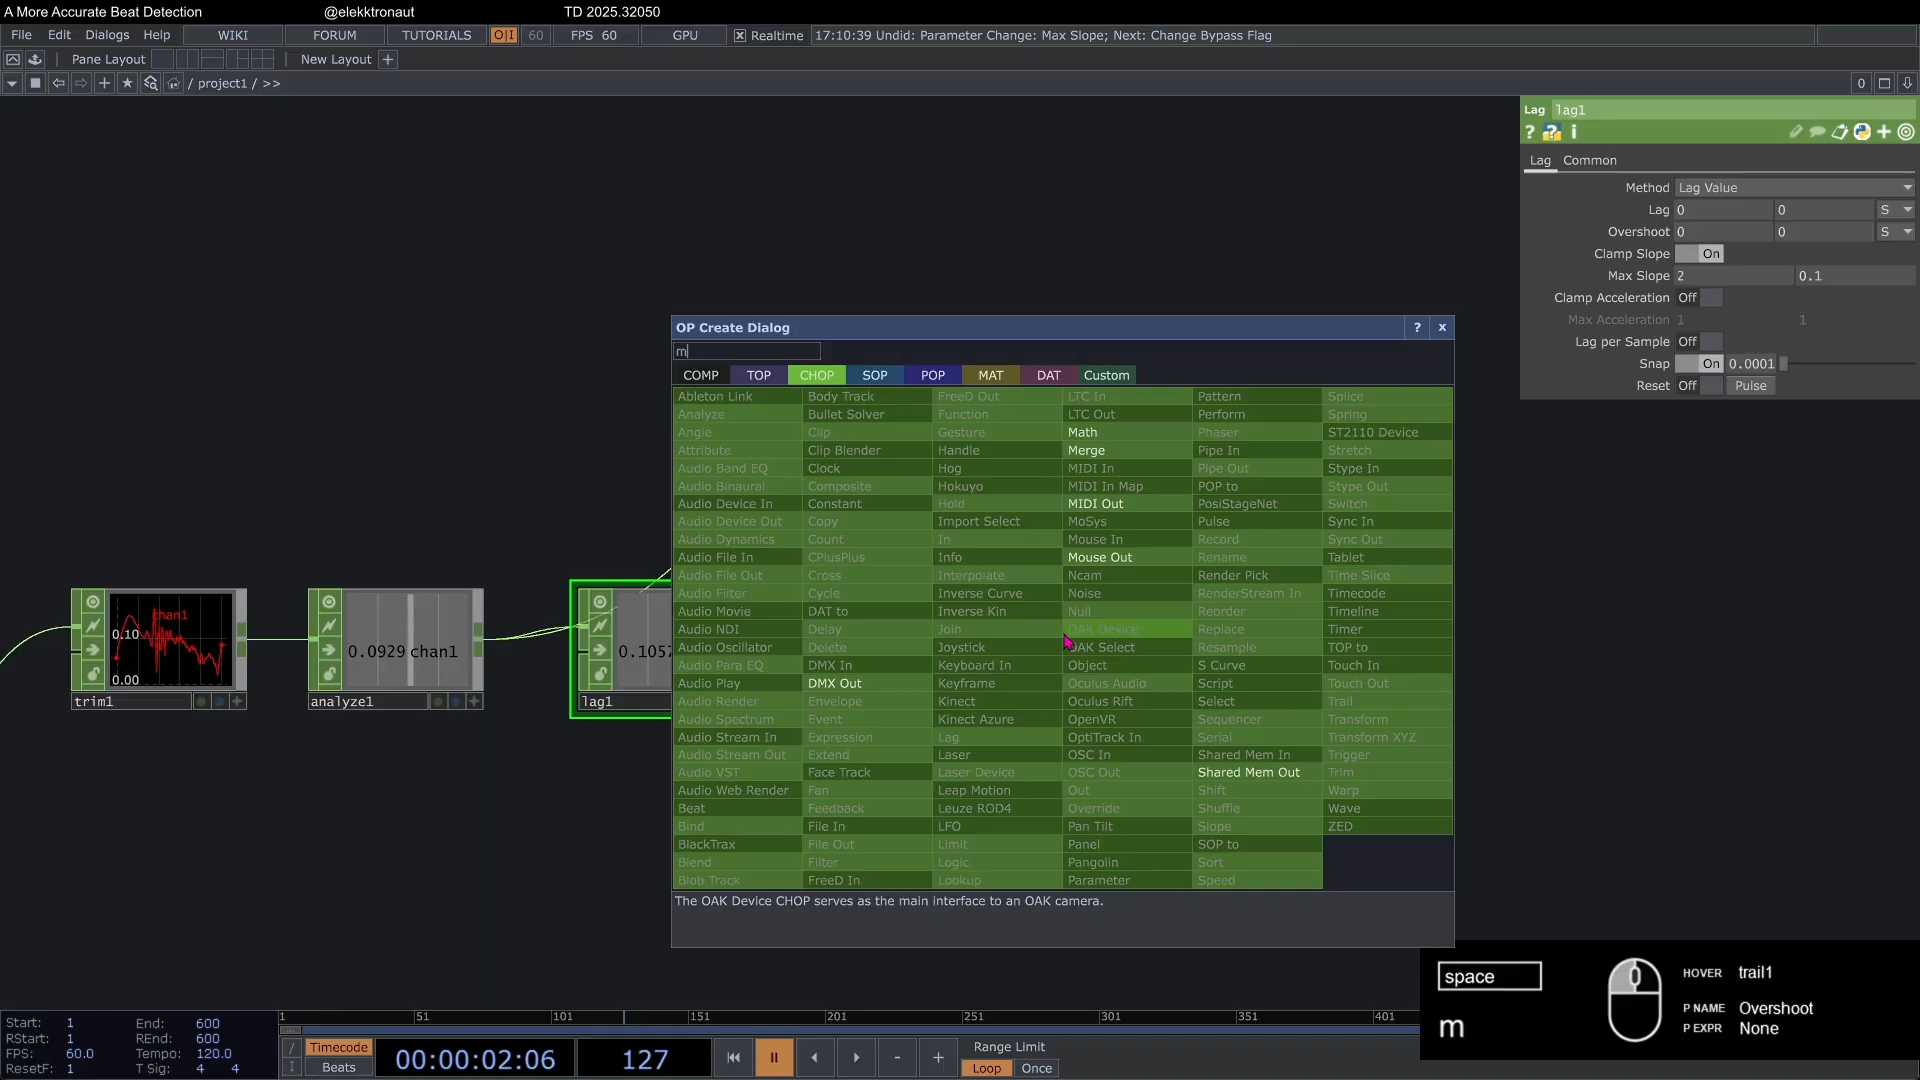 A More Accurate Beat Detection @elekktronaut TD 2025.32050
File Edit Dialogs Help WIKI FORUM TUTORIALS O|I 60 FPS 60 GPU Realtime 17:10:39 Undid: Parameter Change: Max Slope; Next: Change Bypass Flag
Pane Layout New Layout +
/ project1 / >> 0
Lag lag1
? ? i
Lag Common
Method Lag Value
Lag 0 0 S
Overshoot 0 0 S
Clamp Slope On
Max Slope 2 0.1
Clamp Acceleration Off
Max Acceleration 1 1
Lag per Sample Off
Snap On 0.0001
Reset Off Pulse
OP Create Dialog ? x
m
COMP TOP CHOP SOP POP MAT DAT Custom
Ableton Link Body Track FreeD Out LTC In Pattern Splice
Analyze Bullet Solver Function LTC Out Perform Spring
Angle Clip Gesture Math Phaser ST2110 Device
Attribute Clip Blender Handle Merge Pipe In Stretch
Audio Band EQ Clock Hog MIDI In Pipe Out Stype In
Audio Binaural Composite Hokuyo MIDI In Map POP to Stype Out
Audio Device In Constant Hold MIDI Out PosiStageNet Switch
Audio Device Out Copy Import Select MoSys Pulse Sync In
Audio Dynamics Count In Mouse In Record Sync Out
Audio File In CPlusPlus Info Mouse Out Rename Tablet
Audio File Out Cross Interpolate Ncam Render Pick Time Slice
Audio Filter Cycle Inverse Curve Noise RenderStream In Timecode
Audio Movie DAT to Inverse Kin Null Reorder Timeline
Audio NDI Delay Join OAK Device Replace Timer
Audio Oscillator Delete Joystick OAK Select Resample TOP to
Audio Para EQ DMX In Keyboard In Object S Curve Touch In
Audio Play DMX Out Keyframe Oculus Audio Script Touch Out
Audio Render Envelope Kinect Oculus Rift Select Trail
Audio Spectrum Event Kinect Azure OpenVR Sequencer Transform
Audio Stream In Expression Lag OptiTrack In Serial Transform XYZ
Audio Stream Out Extend Laser OSC In Shared Mem In Trigger
Audio VST Face Track Laser Device OSC Out Shared Mem Out Trim
Audio Web Render Fan Leap Motion Out Shift Warp
Beat Feedback Leuze ROD4 Override Shuffle Wave
Bind File In LFO Pan Tilt Slope ZED
BlackTrax File Out Limit Panel SOP to
Blend Filter Logic Pangolin Sort
Blob Track FreeD In Lookup Parameter Speed
The OAK Device CHOP serves as the main interface to an OAK camera.
chan1
0.10
0.00
trim1
0.0929 chan1
analyze1
0.1057
lag1
space
m
HOVER trail1
P NAME Overshoot
P EXPR None
1 51 101 151 201 251 301 351 401
Start: 1 End: 600
RStart: 1 REnd: 600
FPS: 60.0 Tempo: 120.0
ResetF: 1 T Sig: 4 4
/ I
Timecode
Beats
00:00:02:06 127
- +
Range Limit
Loop Once